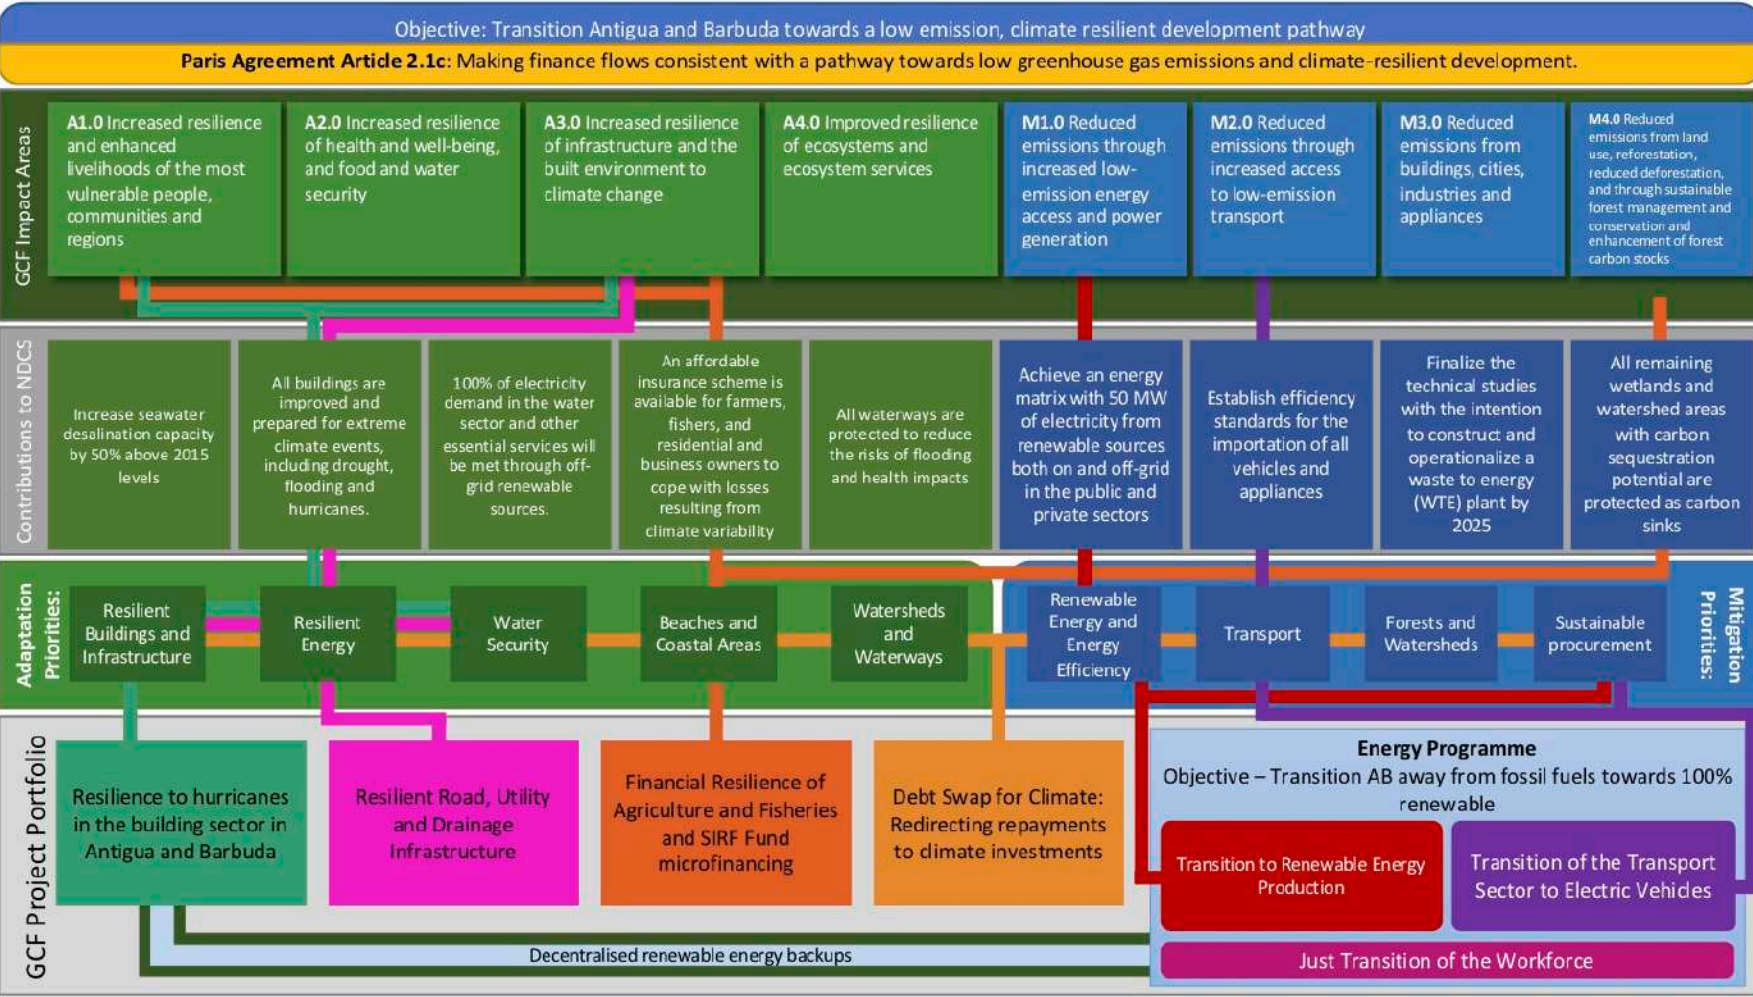 Objective: Transition Antigua and Barbuda towards a low emission, climate resilient development pathway
Paris Agreement Article 2.1c: Making finance flows consistent with a pathway towards low greenhouse gas emissions and climate-resilient development.
GCF Impact Areas
A1.0 Increased resilience
and enhanced
livelihoods of the most
vulnerable people,
communities and
regions
A2.0 Increased resilience
of health and well-being,
and food and water
security
A3.0 Increased resilience
of infrastructure and the
built environment to
climate change
A4.0 Improved resilience
of ecosystems and
ecosystem services
M1.0 Reduced
emissions through
increased low-
emission energy
access and power
generation
M2.0 Reduced
emissions through
increased access
to low-emission
transport
M3.0 Reduced
emissions from
buildings, cities,
industries and
appliances
M4.0 Reduced
emissions from land
use, reforestation,
reduced deforestation,
and through sustainable
forest management and
conservation and
enhancement of forest
carbon stocks
Contributions to NDCS
Increase seawater
desalination capacity
by 50% above 2015
levels
All buildings are
improved and
prepared for extreme
climate events,
including drought,
flooding and
hurricanes.
100% of electricity
demand in the water
sector and other
essential services will
be met through off-
grid renewable
sources.
An affordable
insurance scheme is
available for farmers,
fishers, and
residential and
business owners to
cope with losses
resulting from
climate variability
All waterways are
protected to reduce
the risks of flooding
and health impacts
Achieve an energy
matrix with 50 MW
of electricity from
renewable sources
both on and off-grid
in the public and
private sectors
Establish efficiency
standards for the
importation of all
vehicles and
appliances
Finalize the
technical studies
with the intention
to construct and
operationalize a
waste to energy
(WTE) plant by
2025
All remaining
wetlands and
watershed areas
with carbon
sequestration
potential are
protected as carbon
sinks
Adaptation
Priorities:
Resilient
Buildings and
Infrastructure
Resilient
Energy
Water
Security
Beaches and
Coastal Areas
Watersheds
and
Waterways
Renewable
Energy and
Energy
Efficiency
Transport
Forests and
Watersheds
Sustainable
procurement
Mitigation
Priorities:
GCF Project Portfolio
Resilience to hurricanes
in the building sector in
Antigua and Barbuda
Resilient Road, Utility
and Drainage
Infrastructure
Financial Resilience of
Agriculture and Fisheries
and SIRF Fund
microfinancing
Debt Swap for Climate:
Redirecting repayments
to climate investments
Energy Programme
Objective – Transition AB away from fossil fuels towards 100%
renewable
Transition to Renewable Energy
Production
Transition of the Transport
Sector to Electric Vehicles
Just Transition of the Workforce
Decentralised renewable energy backups